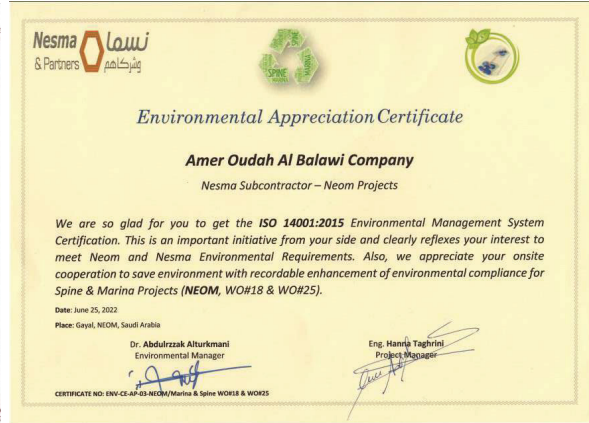 Nesma نسما
& Partners وشركاهم
SPINE
Environmental Appreciation Certificate
Amer Oudah Al Balawi Company
Nesma Subcontractor – Neom Projects
We are so glad for you to get the ISO 14001:2015 Environmental Management System
Certification. This is an important initiative from your side and clearly reflexes your interest to
meet Neom and Nesma Environmental Requirements. Also, we appreciate your onsite
cooperation to save environment with recordable enhancement of environmental compliance for
Spine & Marina Projects (NEOM, WO#18 & WO#25).
Date: June 25, 2022
Place: Gayal, NEOM, Saudi Arabia
Dr. Abdulrzzak Alturkmani Eng. Hanna Taghrini
Environmental Manager Project Manager
CERTIFICATE NO: ENV-CE-AP-03-NEOM/Marina & Spine WO#18 & WO#25